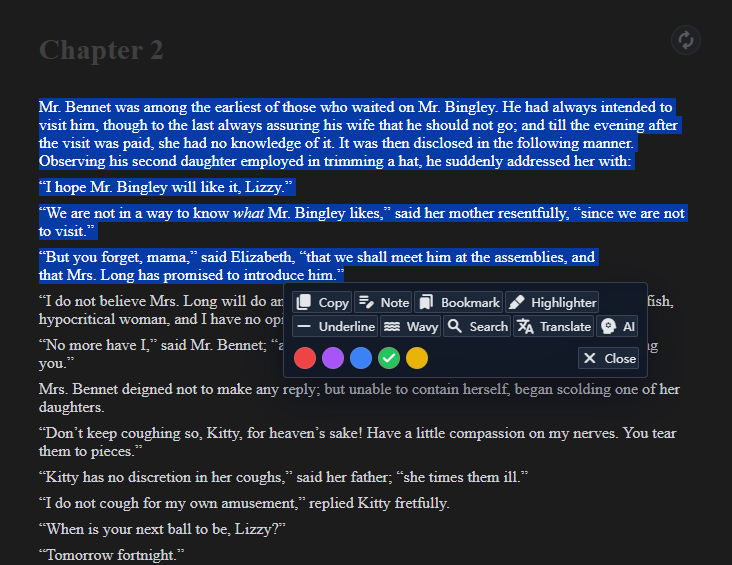 Chapter 2
Mr. Bennet was among the earliest of those who waited on Mr. Bingley. He had always intended to
visit him, though to the last always assuring his wife that he should not go; and till the evening after
the visit was paid, she had no knowledge of it. It was then disclosed in the following manner.
Observing his second daughter employed in trimming a hat, he suddenly addressed her with:
“I hope Mr. Bingley will like it, Lizzy.”
“We are not in a way to know what Mr. Bingley likes,” said her mother resentfully, “since we are not
to visit.”
“But you forget, mama,” said Elizabeth, “that we shall meet him at the assemblies, and
that Mrs. Long has promised to introduce him.”
“I do not believe Mrs. Long will do
fish,
hypocritical woman, and I have no
“No more have I,” said Mr. Bennet;
you.”
Copy Note Bookmark Highlighter
Underline Wavy Search Translate AI
Close
Mrs. Bennet deigned not to make any reply; but unable to contain herself, began scolding one of her
daughters.
“Don’t keep coughing so, Kitty, for heaven’s sake! Have a little compassion on my nerves. You tear
them to pieces.”
“Kitty has no discretion in her coughs,” said her father; “she times them ill.”
“I do not cough for my own amusement,” replied Kitty fretfully.
“When is your next ball to be, Lizzy?”
“Tomorrow fortnight.”